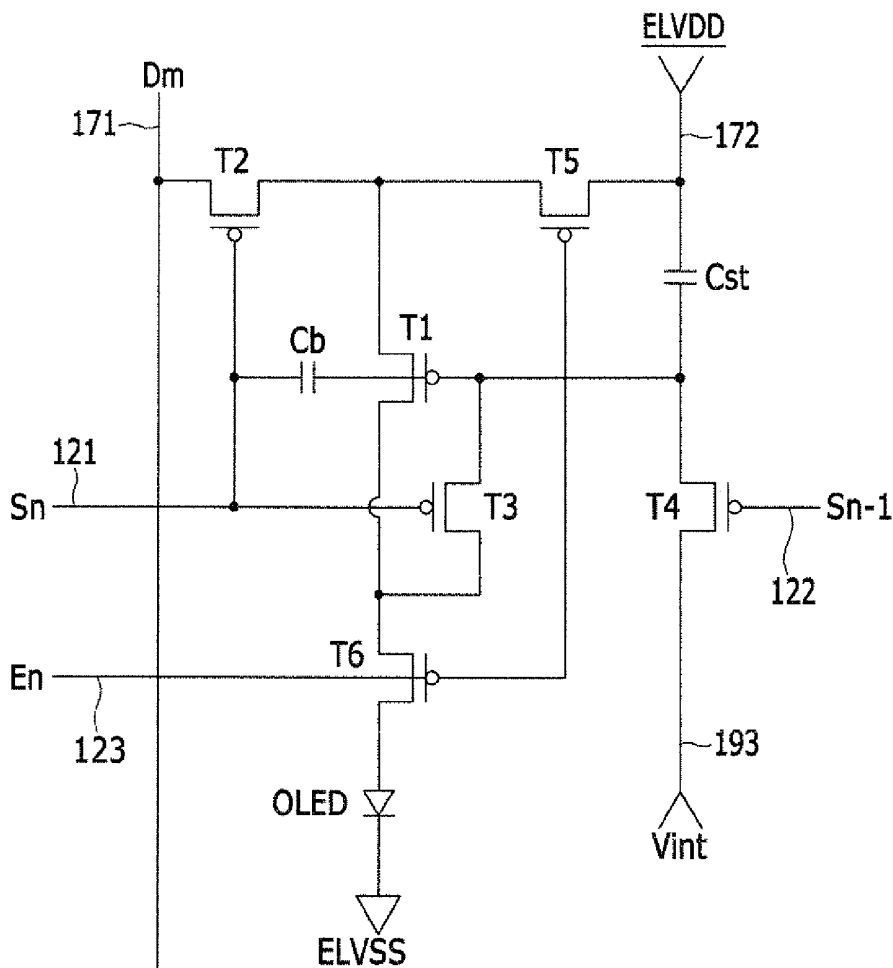 ELVDD
Dm
171
172
T2
T5
Cst
Cb
T1
121
Sn
T3
T4
Sn-1
122
T6
En
123
193
OLED
Vint
ELVSS